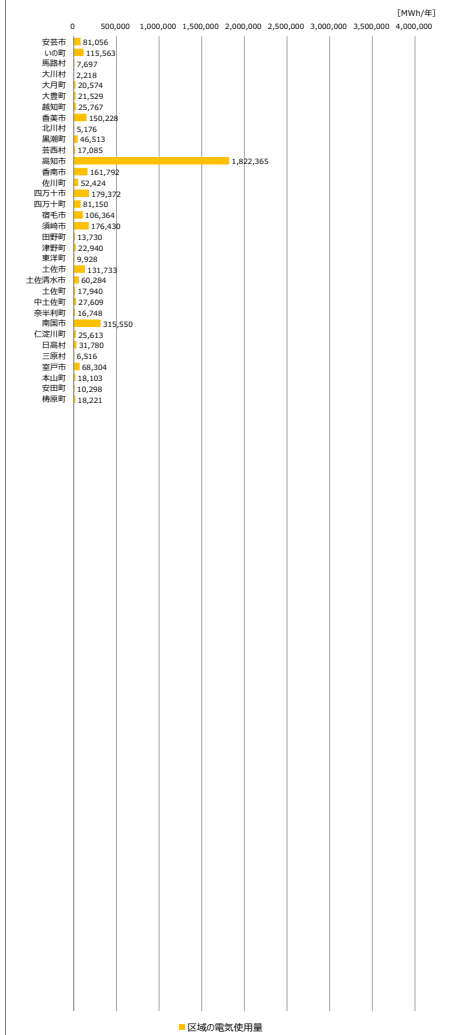 [MWh/年]
0 500,000 1,000,000 1,500,000 2,000,000 2,500,000 3,000,000 3,500,000 4,000,000
安芸市 81,056
いの町 115,563
馬路村 7,697
大川村 2,218
大月町 20,574
大豊町 21,529
越知町 25,767
香美市 150,228
北川村 5,176
黒潮町 46,513
芸西村 17,085
高知市 1,822,365
香南市 161,792
佐川町 52,424
四万十市 179,372
四万十町 81,150
宿毛市 106,364
須崎市 176,430
田野町 13,730
津野町 22,940
東洋町 9,928
土佐市 131,733
土佐清水市 60,284
土佐町 17,940
中土佐町 27,609
奈半利町 16,748
南国市 315,550
仁淀川町 25,613
日高村 31,780
三原村 6,516
室戸市 68,304
本山町 18,103
安田町 10,298
梼原町 18,221
区域の電気使用量